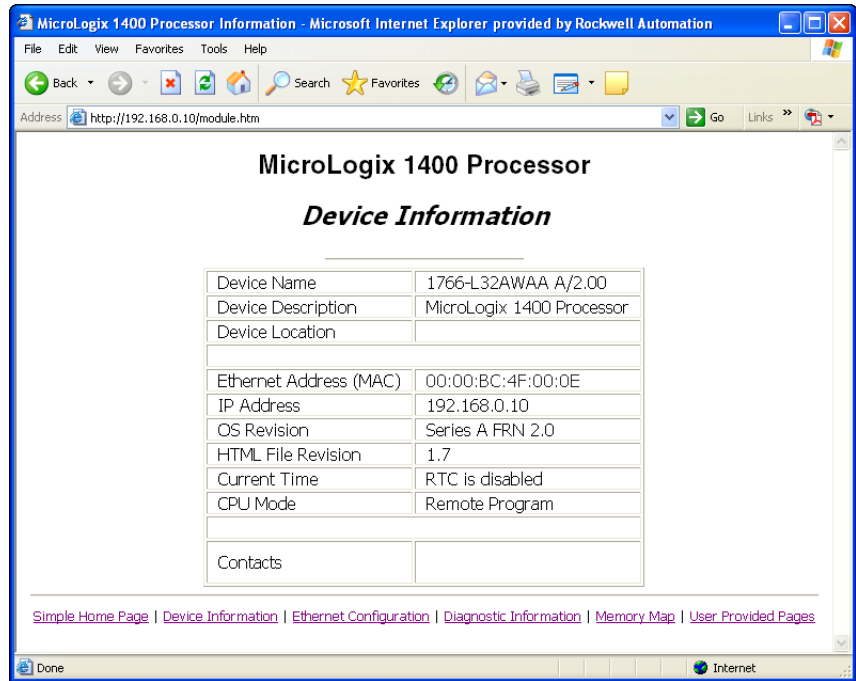 MicroLogix 1400 Processor Information - Microsoft Internet Explorer provided by Rockwell Automation
File Edit View Favorites Tools Help
Back Search Favorites
Address http://192.168.0.10/module.htm Go Links »
MicroLogix 1400 Processor
Device Information
Device Name 1766-L32AWAA A/2.00
Device Description MicroLogix 1400 Processor
Device Location
Ethernet Address (MAC) 00:00:BC:4F:00:0E
IP Address 192.168.0.10
OS Revision Series A FRN 2.0
HTML File Revision 1.7
Current Time RTC is disabled
CPU Mode Remote Program
Contacts
Simple Home Page | Device Information | Ethernet Configuration | Diagnostic Information | Memory Map | User Provided Pages
Done Internet